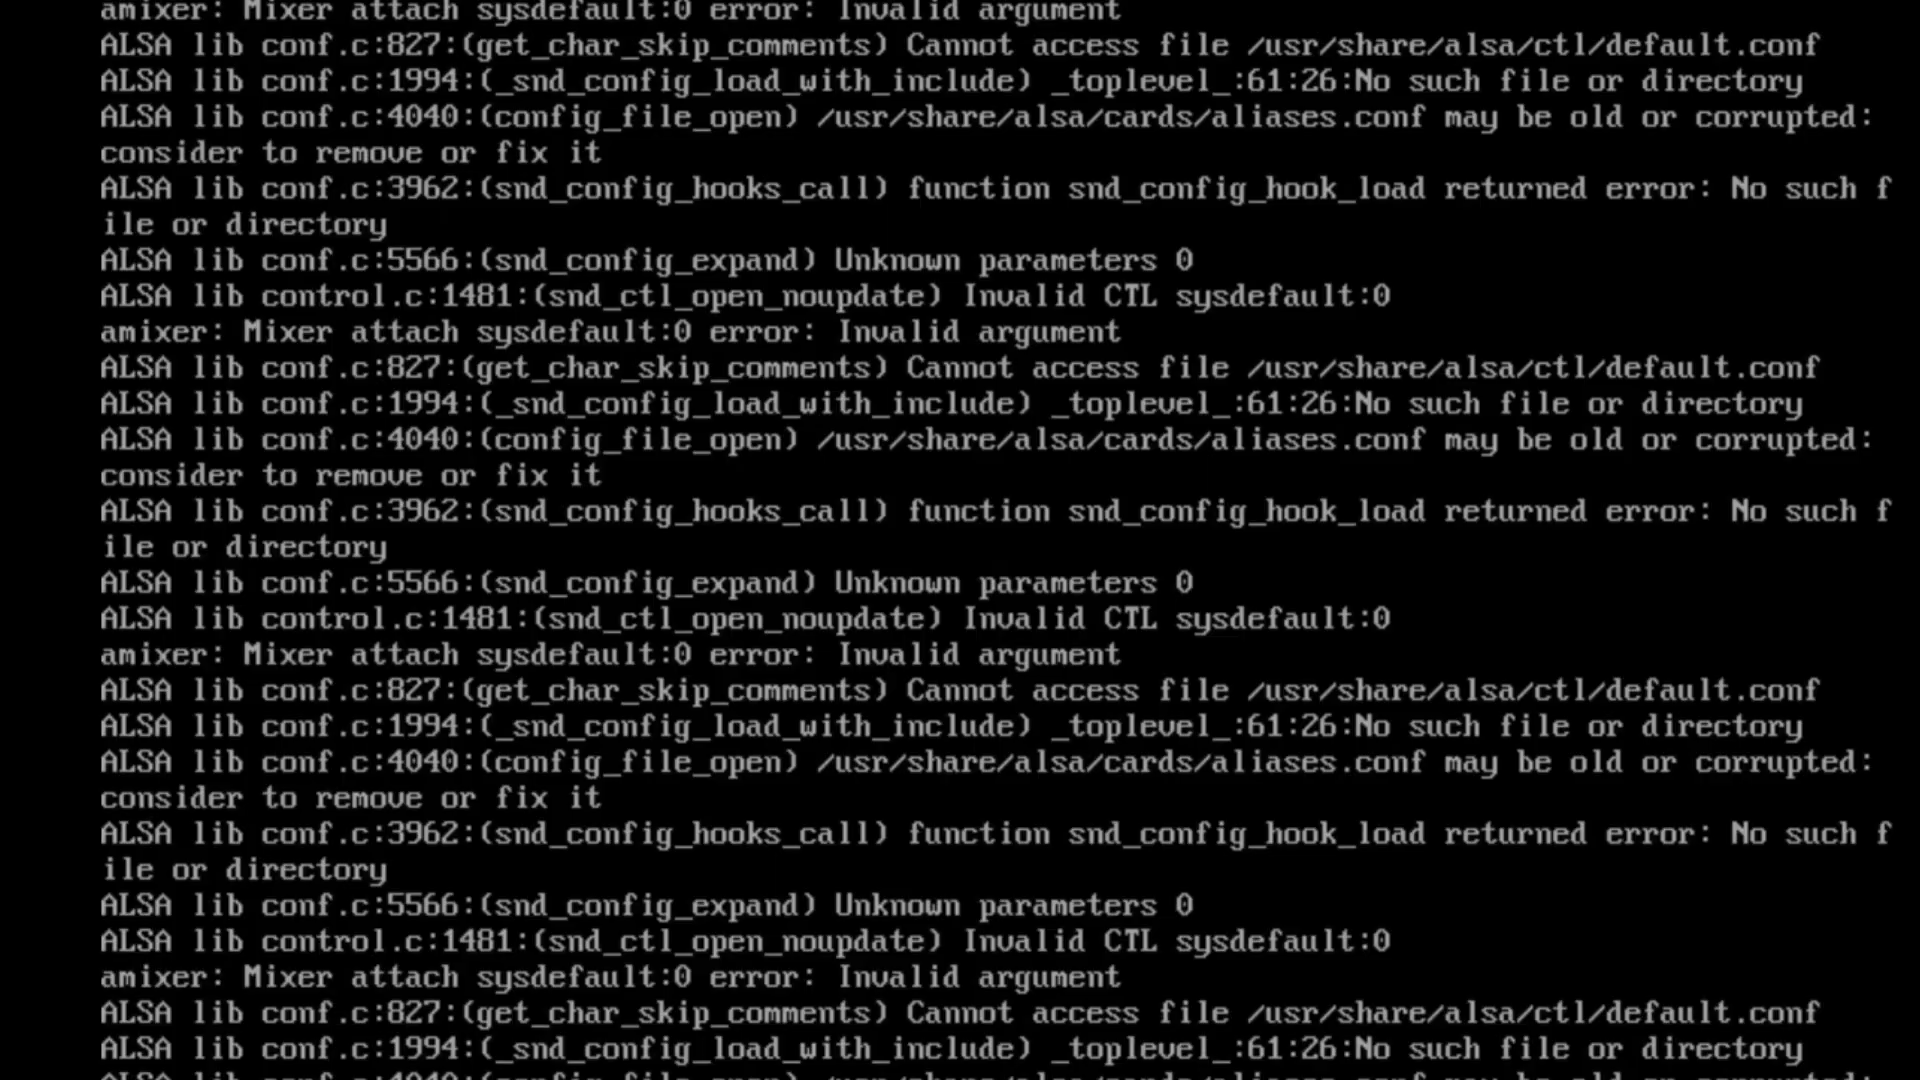 amixer: Mixer attach sysdefault:0 error: Invalid argument
ALSA lib conf.c:827:(get_char_skip_comments) Cannot access file /usr/share/alsa/ctl/default.conf
ALSA lib conf.c:1994:(_snd_config_load_with_include) _toplevel_:61:26:No such file or directory
ALSA lib conf.c:4040:(config_file_open) /usr/share/alsa/cards/aliases.conf may be old or corrupted:
consider to remove or fix it
ALSA lib conf.c:3962:(snd_config_hooks_call) function snd_config_hook_load returned error: No such f
ile or directory
ALSA lib conf.c:5566:(snd_config_expand) Unknown parameters 0
ALSA lib control.c:1481:(snd_ctl_open_noupdate) Invalid CTL sysdefault:0
amixer: Mixer attach sysdefault:0 error: Invalid argument
ALSA lib conf.c:827:(get_char_skip_comments) Cannot access file /usr/share/alsa/ctl/default.conf
ALSA lib conf.c:1994:(_snd_config_load_with_include) _toplevel_:61:26:No such file or directory
ALSA lib conf.c:4040:(config_file_open) /usr/share/alsa/cards/aliases.conf may be old or corrupted:
consider to remove or fix it
ALSA lib conf.c:3962:(snd_config_hooks_call) function snd_config_hook_load returned error: No such f
ile or directory
ALSA lib conf.c:5566:(snd_config_expand) Unknown parameters 0
ALSA lib control.c:1481:(snd_ctl_open_noupdate) Invalid CTL sysdefault:0
amixer: Mixer attach sysdefault:0 error: Invalid argument
ALSA lib conf.c:827:(get_char_skip_comments) Cannot access file /usr/share/alsa/ctl/default.conf
ALSA lib conf.c:1994:(_snd_config_load_with_include) _toplevel_:61:26:No such file or directory
ALSA lib conf.c:4040:(config_file_open) /usr/share/alsa/cards/aliases.conf may be old or corrupted:
consider to remove or fix it
ALSA lib conf.c:3962:(snd_config_hooks_call) function snd_config_hook_load returned error: No such f
ile or directory
ALSA lib conf.c:5566:(snd_config_expand) Unknown parameters 0
ALSA lib control.c:1481:(snd_ctl_open_noupdate) Invalid CTL sysdefault:0
amixer: Mixer attach sysdefault:0 error: Invalid argument
ALSA lib conf.c:827:(get_char_skip_comments) Cannot access file /usr/share/alsa/ctl/default.conf
ALSA lib conf.c:1994:(_snd_config_load_with_include) _toplevel_:61:26:No such file or directory